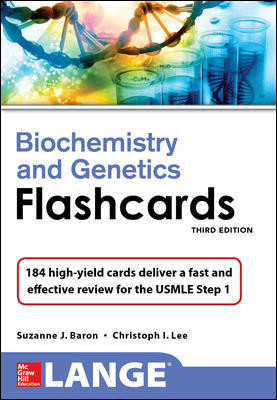 Biochemistry
and Genetics
Flashcards
THIRD EDITION
184 high-yield cards deliver a fast and
effective review for the USMLE Step 1
Suzanne J. Baron • Christoph I. Lee
Mc
Graw
Hill
Education
LANGE®